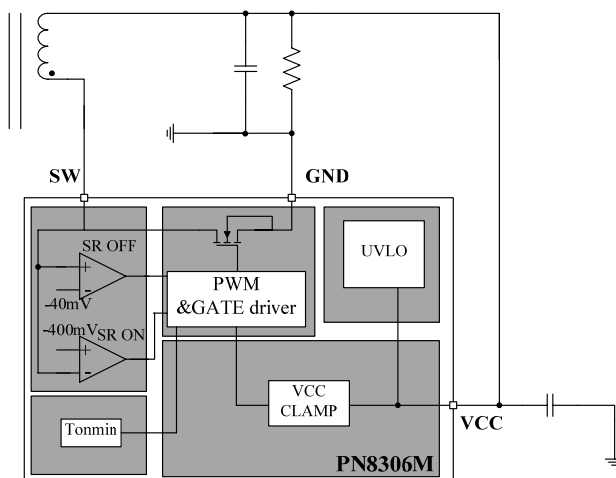 SW
GND
SR OFF
-40mV
-400mV
SR ON
PWM
&GATE driver
UVLO
VCC
CLAMP
VCC
Tonmin
PN8306M